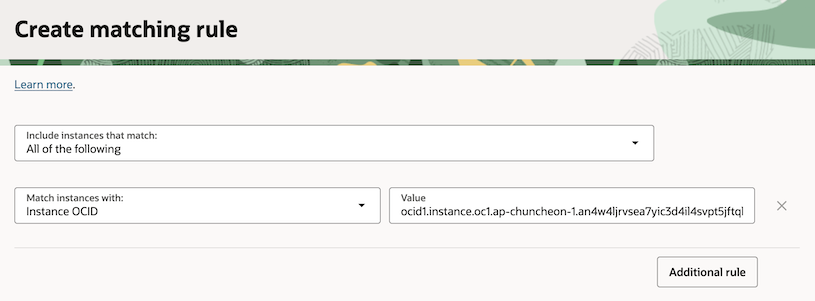 Create matching rule
Learn more.
Include instances that match:
All of the following
Match instances with:
Instance OCID
Value
ocid1.instance.oc1.ap-chuncheon-1.an4w4ljrvsea7yic3d4il4svpt5jftql
Additional rule